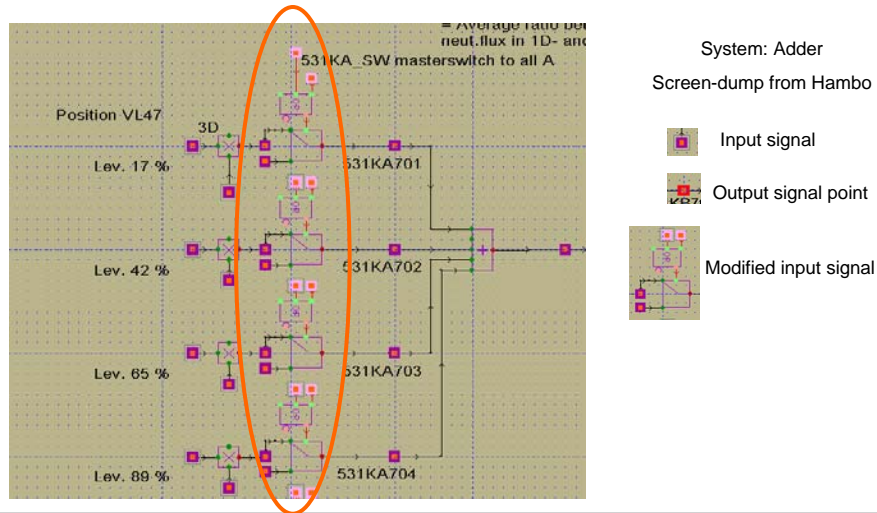 = Average ratio
neut.flux in 1D- and
531KA_SW masterswitch to all A
Position VL47
3D
Lev. 17 %
531KA701
Lev. 42 %
531KA702
Lev. 65 %
531KA703
Lev. 89 %
531KA704
System: Adder
Screen-dump from Hambo
Input signal
Output signal point
Modified input signal